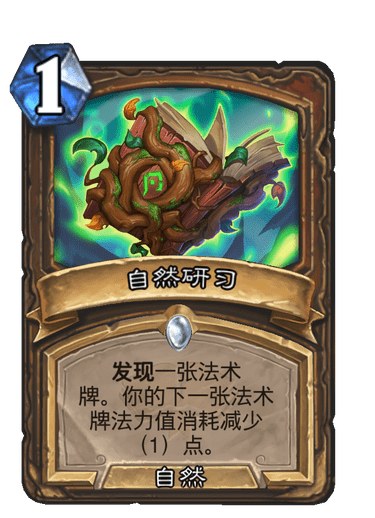 1
自然研习
发现一张法术
牌。你的下一张法术
牌法力值消耗减少
（1）点。
自然